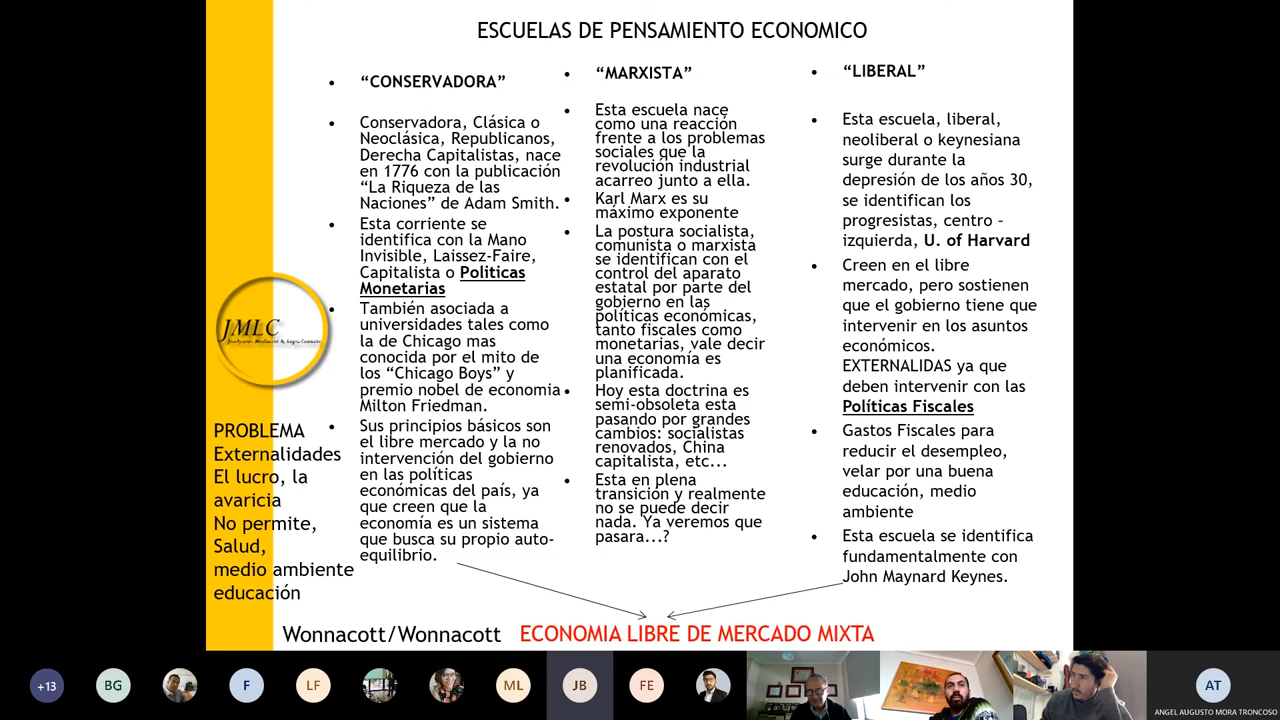 ESCUELAS DE PENSAMIENTO ECONOMICO
• “CONSERVADORA”
• Conservadora, Clásica o
Neoclásica, Republicanos,
Derecha Capitalistas, nace
en 1776 con la publicación
“La Riqueza de las
Naciones” de Adam Smith.
• Esta corriente se
identifica con la Mano
Invisible, Laissez-Faire,
Capitalista o Politicas
Monetarias
• También asociada a
universidades tales como
la de Chicago mas
conocida por el mito de
los “Chicago Boys” y
premio nobel de economia
Milton Friedman.
• Sus principios básicos son
el libre mercado y la no
intervención del gobierno
en las políticas
económicas del país, ya
que creen que la
economía es un sistema
que busca su propio auto-
equilibrio.
• “MARXISTA”
• Esta escuela nace
como una reacción
frente a los problemas
sociales que la
revolución industrial
acarreo junto a ella.
• Karl Marx es su
máximo exponente
• La postura socialista,
comunista o marxista
se identifican con el
control del aparato
estatal por parte del
gobierno en las
políticas económicas,
tanto fiscales como
monetarias, vale decir
una economía es
planificada.
• Hoy esta doctrina es
semi-obsoleta esta
pasando por grandes
cambios: socialistas
renovados, China
capitalista, etc...
• Esta en plena
transición y realmente
no se puede decir
nada. Ya veremos que
pasara...?
• “LIBERAL”
• Esta escuela, liberal,
neoliberal o keynesiana
surge durante la
depresión de los años 30,
se identifican los
progresistas, centro –
izquierda, U. of Harvard
• Creen en el libre
mercado, pero sostienen
que el gobierno tiene que
intervenir en los asuntos
económicos.
EXTERNALIDAS ya que
deben intervenir con las
Políticas Fiscales
• Gastos Fiscales para
reducir el desempleo,
velar por una buena
educación, medio
ambiente
• Esta escuela se identifica
fundamentalmente con
John Maynard Keynes.
JMLC
PROBLEMA
Externalidades
El lucro, la
avaricia
No permite,
Salud,
medio ambiente
educación
Wonnacott/Wonnacott
ECONOMIA LIBRE DE MERCADO MIXTA
+13
BG
F
LF
ML
JB
FE
AT
ANGEL AUGUSTO MORA TRONCOSO